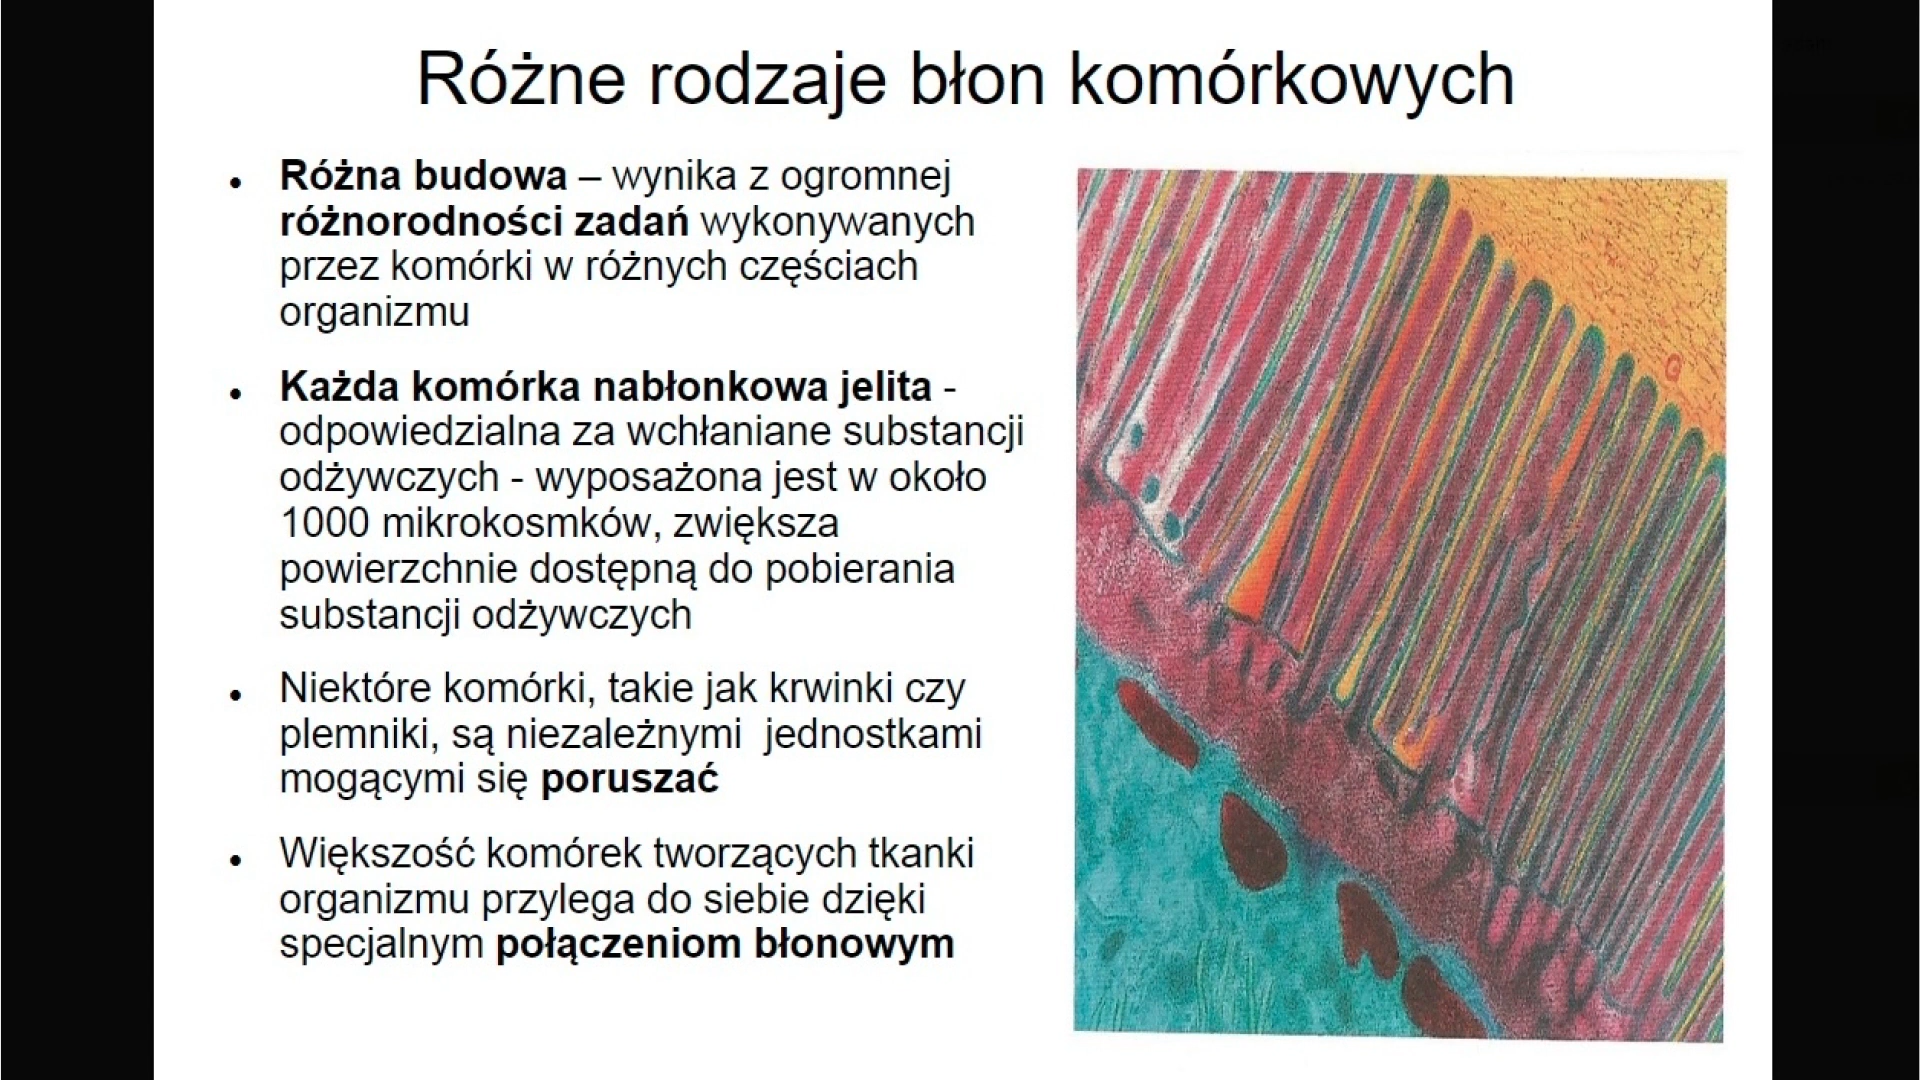 Różne rodzaje błon komórkowych
• Różna budowa – wynika z ogromnej
różnorodności zadań wykonywanych
przez komórki w różnych częściach
organizmu
• Każda komórka nabłonkowa jelita -
odpowiedzialna za wchłaniane substancji
odżywczych - wyposażona jest w około
1000 mikrokosmków, zwiększa
powierzchnie dostępną do pobierania
substancji odżywczych
• Niektóre komórki, takie jak krwinki czy
plemniki, są niezależnymi  jednostkami
mogącymi się poruszać
• Większość komórek tworzących tkanki
organizmu przylega do siebie dzięki
specjalnym połączeniom błonowym